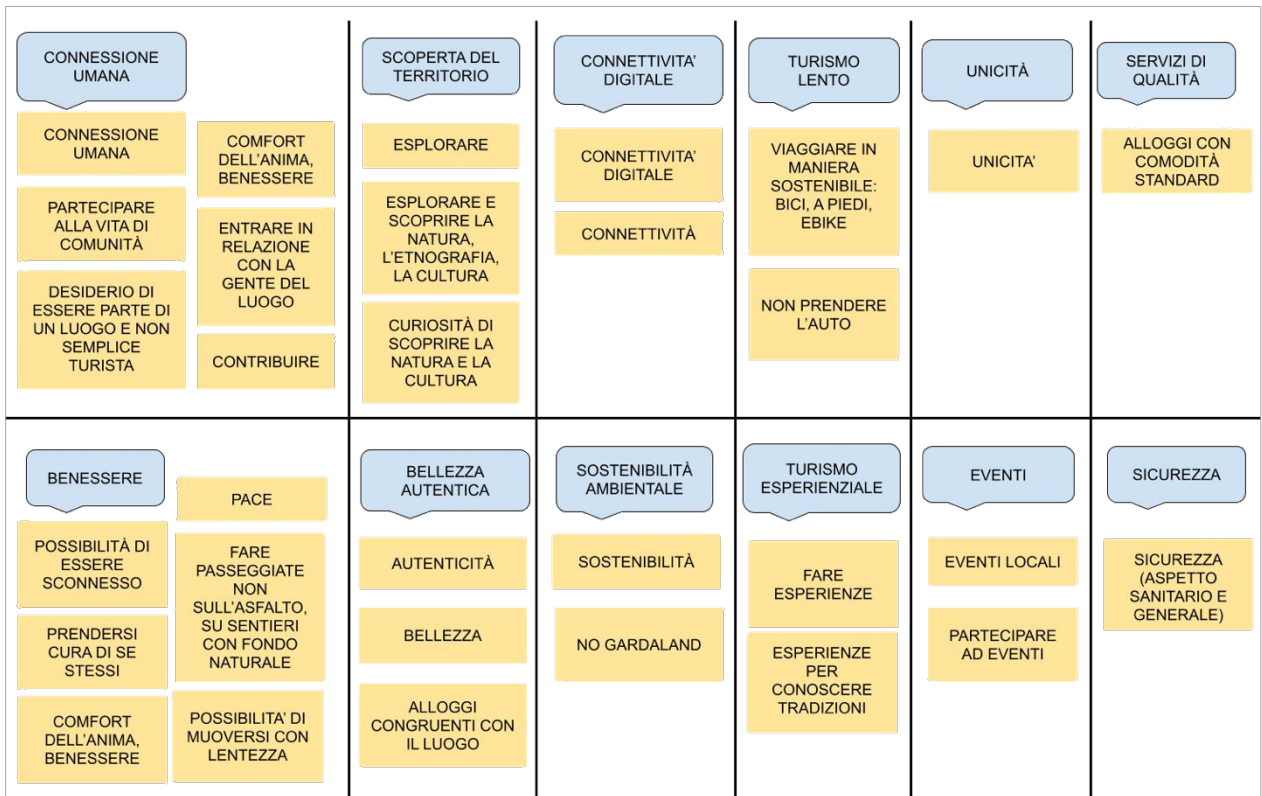 CONNESSIONE
UMANA
CONNESSIONE
UMANA
PARTECIPARE
ALLA VITA DI
COMUNITÀ
DESIDERIO DI
ESSERE PARTE DI
UN LUOGO E NON
SEMPLICE
TURISTA
COMFORT
DELL'ANIMA,
BENESSERE
ENTRARE IN
RELAZIONE
CON LA
GENTE DEL
LUOGO
CONTRIBUIRE
SCOPERTA DEL
TERRITORIO
ESPLORARE
ESPLORARE E
SCOPRIRE LA
NATURA,
L'ETNOGRAFIA,
LA CULTURA
CURIOSITÀ DI
SCOPRIRE LA
NATURA E LA
CULTURA
CONNETTIVITA'
DIGITALE
CONNETTIVITA'
DIGITALE
CONNETTIVITÀ
TURISMO
LENTO
VIAGGIARE IN
MANIERA
SOSTENIBILE:
BICI, A PIEDI,
EBIKE
NON PRENDERE
L'AUTO
UNICITÀ
UNICITA'
SERVIZI DI
QUALITÀ
ALLOGGI CON
COMODITÀ
STANDARD
BENESSERE
POSSIBILITÀ DI
ESSERE
SCONNESSO
PRENDERSI
CURA DI SE
STESSI
COMFORT
DELL'ANIMA,
BENESSERE
PACE
FARE
PASSEGGIATE
NON
SULL'ASFALTO,
SU SENTIERI
CON FONDO
NATURALE
POSSIBILITA' DI
MUOVERSI CON
LENTEZZA
BELLEZZA
AUTENTICA
AUTENTICITÀ
BELLEZZA
ALLOGGI
CONGRUENTI CON
IL LUOGO
SOSTENIBILITÀ
AMBIENTALE
SOSTENIBILITÀ
NO GARDALAND
TURISMO
ESPERIENZIALE
FARE
ESPERIENZE
ESPERIENZE
PER
CONOSCERE
TRADIZIONI
EVENTI
EVENTI LOCALI
PARTECIPARE
AD EVENTI
SICUREZZA
SICUREZZA
(ASPETTO
SANITARIO E
GENERALE)